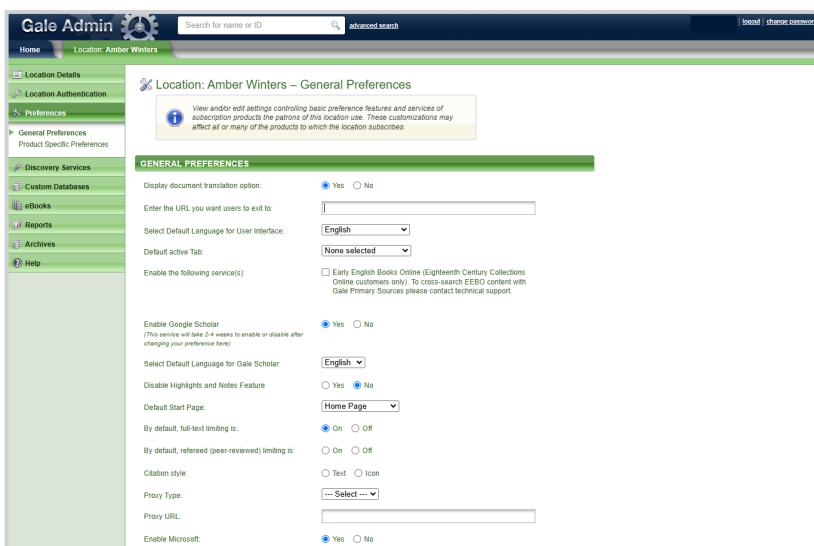 Gale Admin
Search for name or ID
advanced search
logout | change password
Home
Location: Amber Winters
Location Details
Location Authentication
Preferences
General Preferences
Product Specific Preferences
Discovery Services
Custom Databases
eBooks
Reports
Archives
Help
Location: Amber Winters – General Preferences
View and/or edit settings controlling basic preference features and services of
subscription products the patrons of this location use. These customizations may
affect all or many of the products to which the location subscribes.
GENERAL PREFERENCES
Display document translation option: Yes No
Enter the URL you want users to exit to:
Select Default Language for User Interface: English
Default active Tab: None selected
Enable the following service(s): Early English Books Online (Eighteenth Century Collections
Online customers only). To cross-search EEBO content with
Gale Primary Sources please contact technical support.
Enable Google Scholar Yes No
(This service will take 2-4 weeks to enable or disable after
changing your preference here)
Select Default Language for Gale Scholar: English
Disable Highlights and Notes Feature Yes No
Default Start Page: Home Page
By default, full-text limiting is: On Off
By default, refereed (peer-reviewed) limiting is: On Off
Citation style: Text Icon
Proxy Type: --- Select ---
Proxy URL:
Enable Microsoft: Yes No